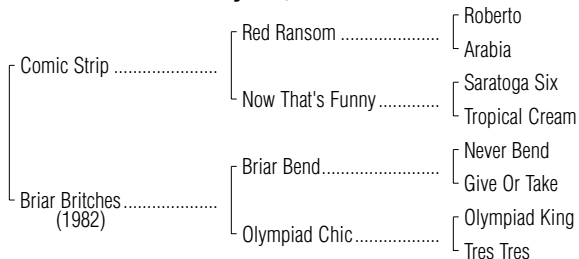 Roberto
Red Ransom ..................
Arabia
Comic Strip .....................
Saratoga Six
Now That's Funny.............
Tropical Cream
Never Bend
Briar Bend......................
Give Or Take
Briar Britches...................
(1982)
Olympiad King
Olympiad Chic.................
Tres Tres